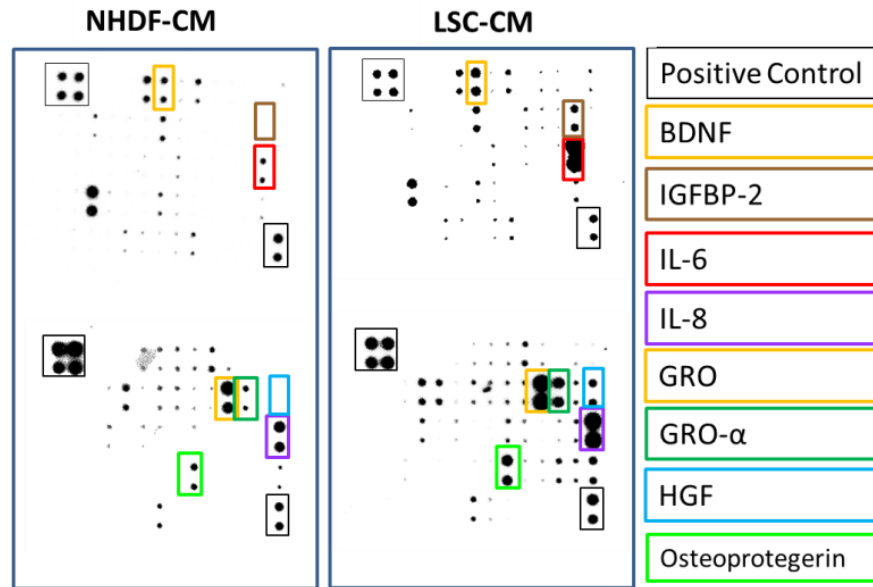 NHDF-CM
LSC-CM
Positive Control
BDNF
IGFBP-2
IL-6
IL-8
GRO
GRO-α
HGF
Osteoprotegerin